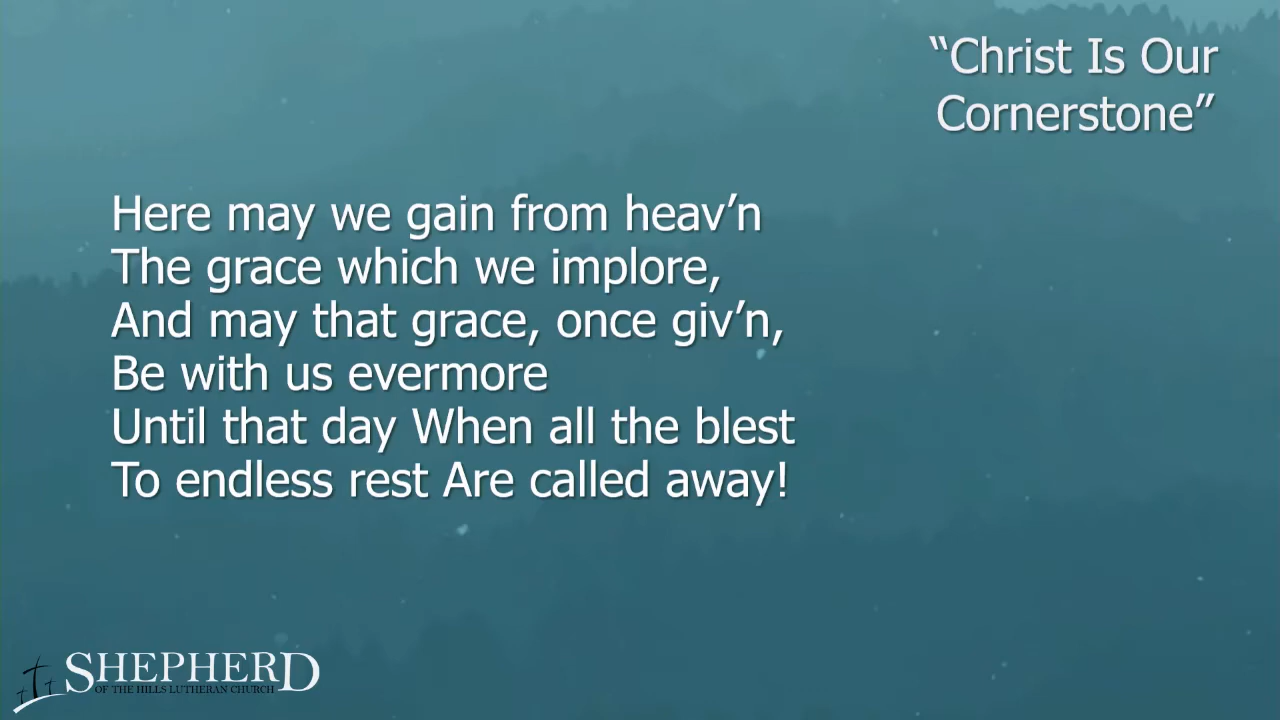 “Christ Is Our
Cornerstone”
Here may we gain from heav’n
The grace which we implore,
And may that grace, once giv’n,
Be with us evermore
Until that day When all the blest
To endless rest Are called away!
SHEPHERD
OF THE HILLS LUTHERAN CHURCH